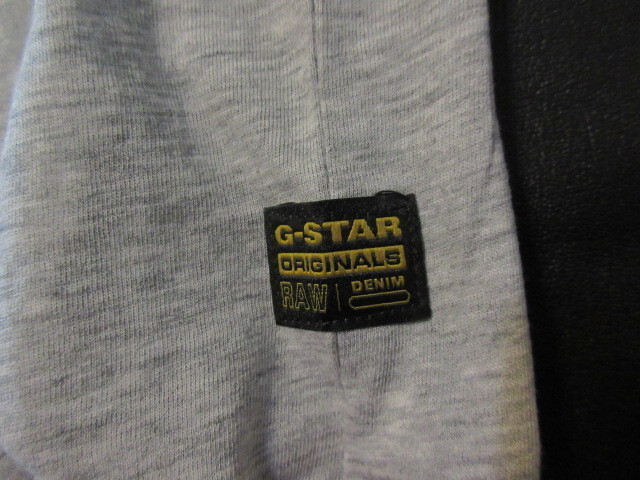 G-STAR
ORIGINALS
RAW | DENIM